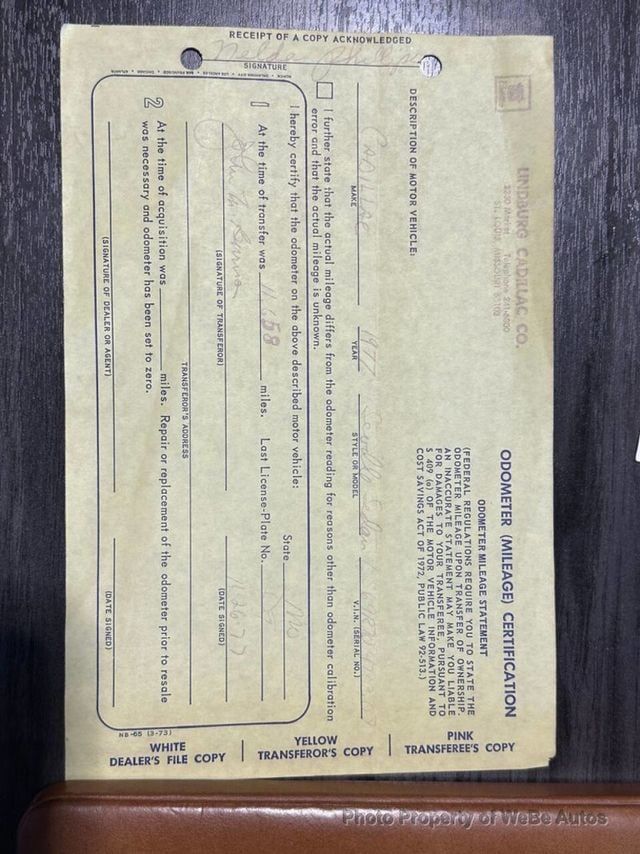 LINDBURG CADILLAC CO.
ST. LOUIS, MISSOURI 63103
ODOMETER (MILEAGE) CERTIFICATION
ODOMETER MILEAGE STATEMENT
(FEDERAL REGULATIONS REQUIRE YOU TO STATE THE
ODOMETER MILEAGE UPON TRANSFER OF OWNERSHIP.
AN INACCURATE STATEMENT MAY MAKE YOU LIABLE
FOR DAMAGES TO YOUR TRANSFEREE, PURSUANT TO
§ 409 (a) OF THE MOTOR VEHICLE INFORMATION AND
COST SAVINGS ACT OF 1972, PUBLIC LAW 92-513.)
DESCRIPTION OF MOTOR VEHICLE:
CADILLAC 1977 Seville Sedan
MAKE YEAR STYLE OR MODEL V.I.N. (SERIAL NO.)
I further state that the actual mileage differs from the odometer reading for reasons other than odometer calibration
error and that the actual mileage is unknown.
I hereby certify that the odometer on the above described motor vehicle:
State MO
1 At the time of transfer was 11,658 miles. Last License-Plate No.
(SIGNATURE OF TRANSFEROR) (DATE SIGNED)
TRANSFEROR'S ADDRESS
2 At the time of acquisition was miles. Repair or replacement of the odometer prior to resale
was necessary and odometer has been set to zero.
(SIGNATURE OF DEALER OR AGENT) (DATE SIGNED)
NB-65 (3-73)
RECEIPT OF A COPY ACKNOWLEDGED
SIGNATURE
WHITE
DEALER'S FILE COPY
YELLOW
TRANSFEROR'S COPY
PINK
TRANSFEREE'S COPY
Photo Property of WeBe Autos